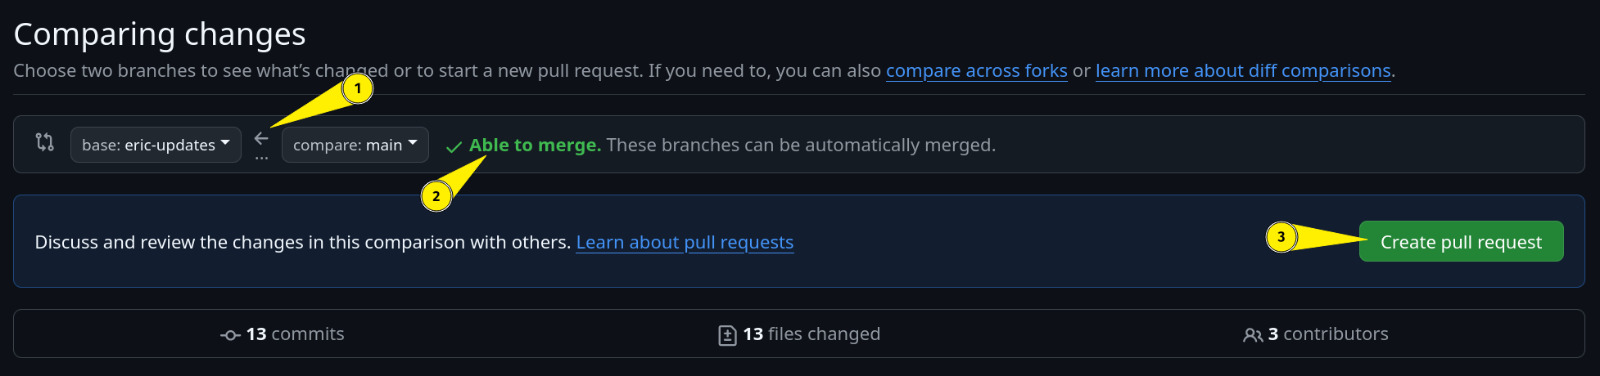 Comparing changes
Choose two branches to see what's changed or to start a new pull request. If you need to, you can also compare across forks or learn more about diff comparisons.
1
base: eric-updates ... compare: main Able to merge. These branches can be automatically merged.
2
Discuss and review the changes in this comparison with others. Learn about pull requests 3 Create pull request
13 commits 13 files changed 3 contributors